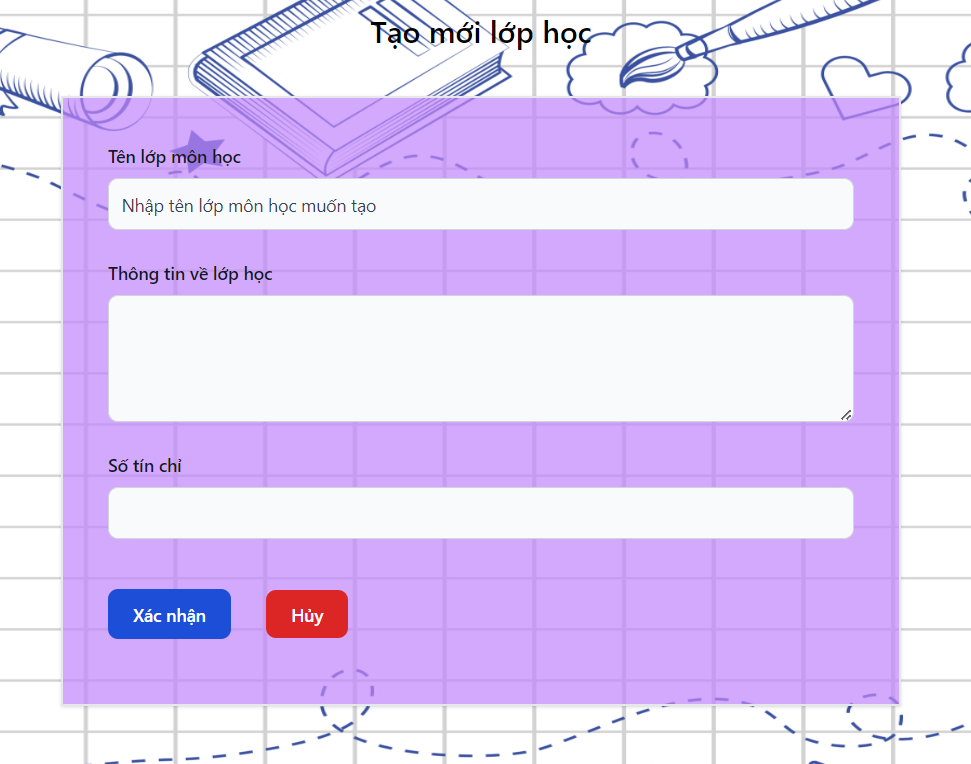 Tạo mới lớp học
Tên lớp môn học
Nhập tên lớp môn học muốn tạo
Thông tin về lớp học
Số tín chỉ
Xác nhận Hủy